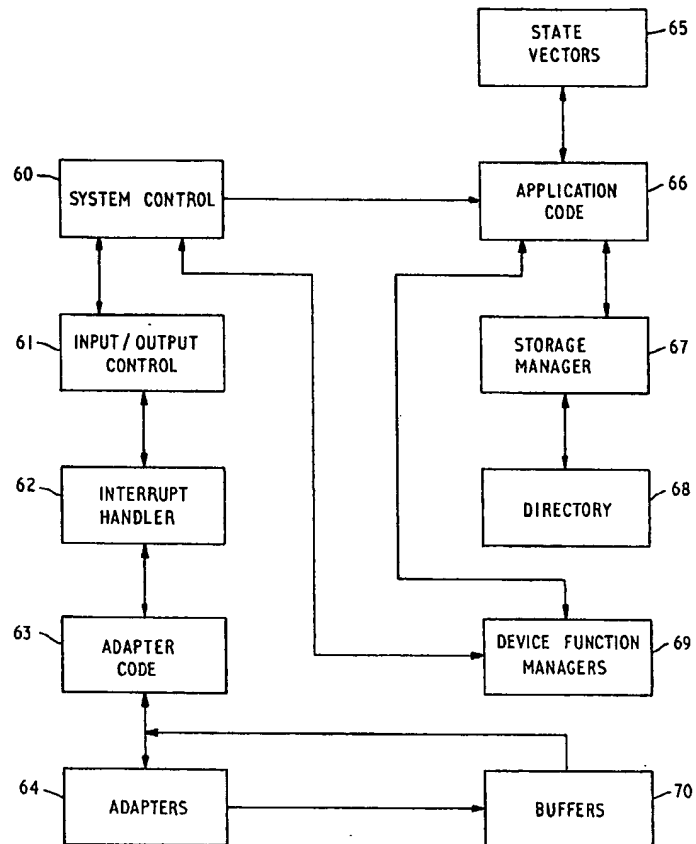 STATE
VECTORS
65
60
SYSTEM CONTROL
APPLICATION
CODE
66
61
INPUT/OUTPUT
CONTROL
STORAGE
MANAGER
67
62
INTERRUPT
HANDLER
DIRECTORY
68
63
ADAPTER
CODE
DEVICE FUNCTION
MANAGERS
69
64
ADAPTERS
BUFFERS
70